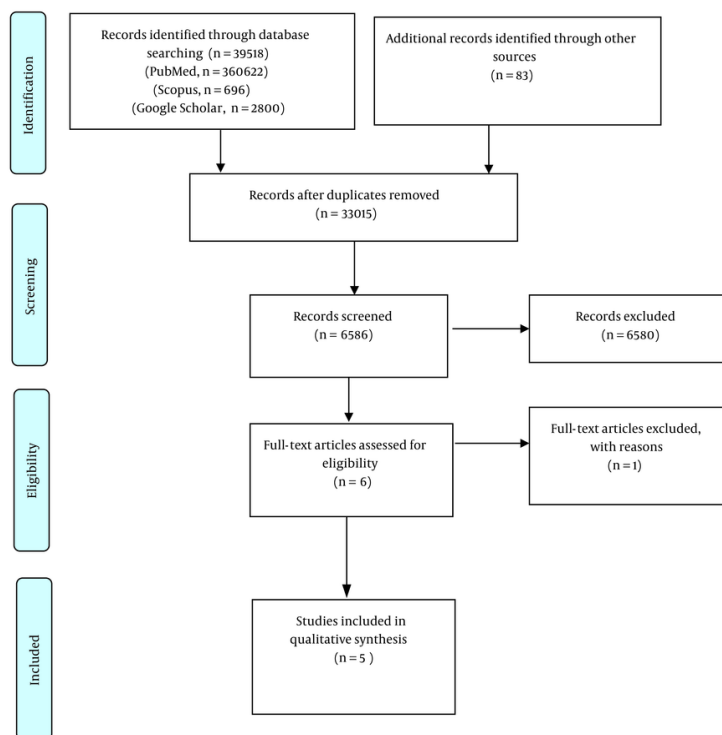 Identification
Records identified through database
searching (n = 39518)
(PubMed, n = 360622)
(Scopus, n = 696)
(Google Scholar, n = 2800)
Additional records identified through other
sources
(n = 83)
Records after duplicates removed
(n = 33015)
Screening
Records screened
(n = 6586)
Records excluded
(n = 6580)
Eligibility
Full-text articles assessed for
eligibility
(n = 6)
Full-text articles excluded,
with reasons
(n = 1)
Included
Studies included in
qualitative synthesis
(n = 5 )